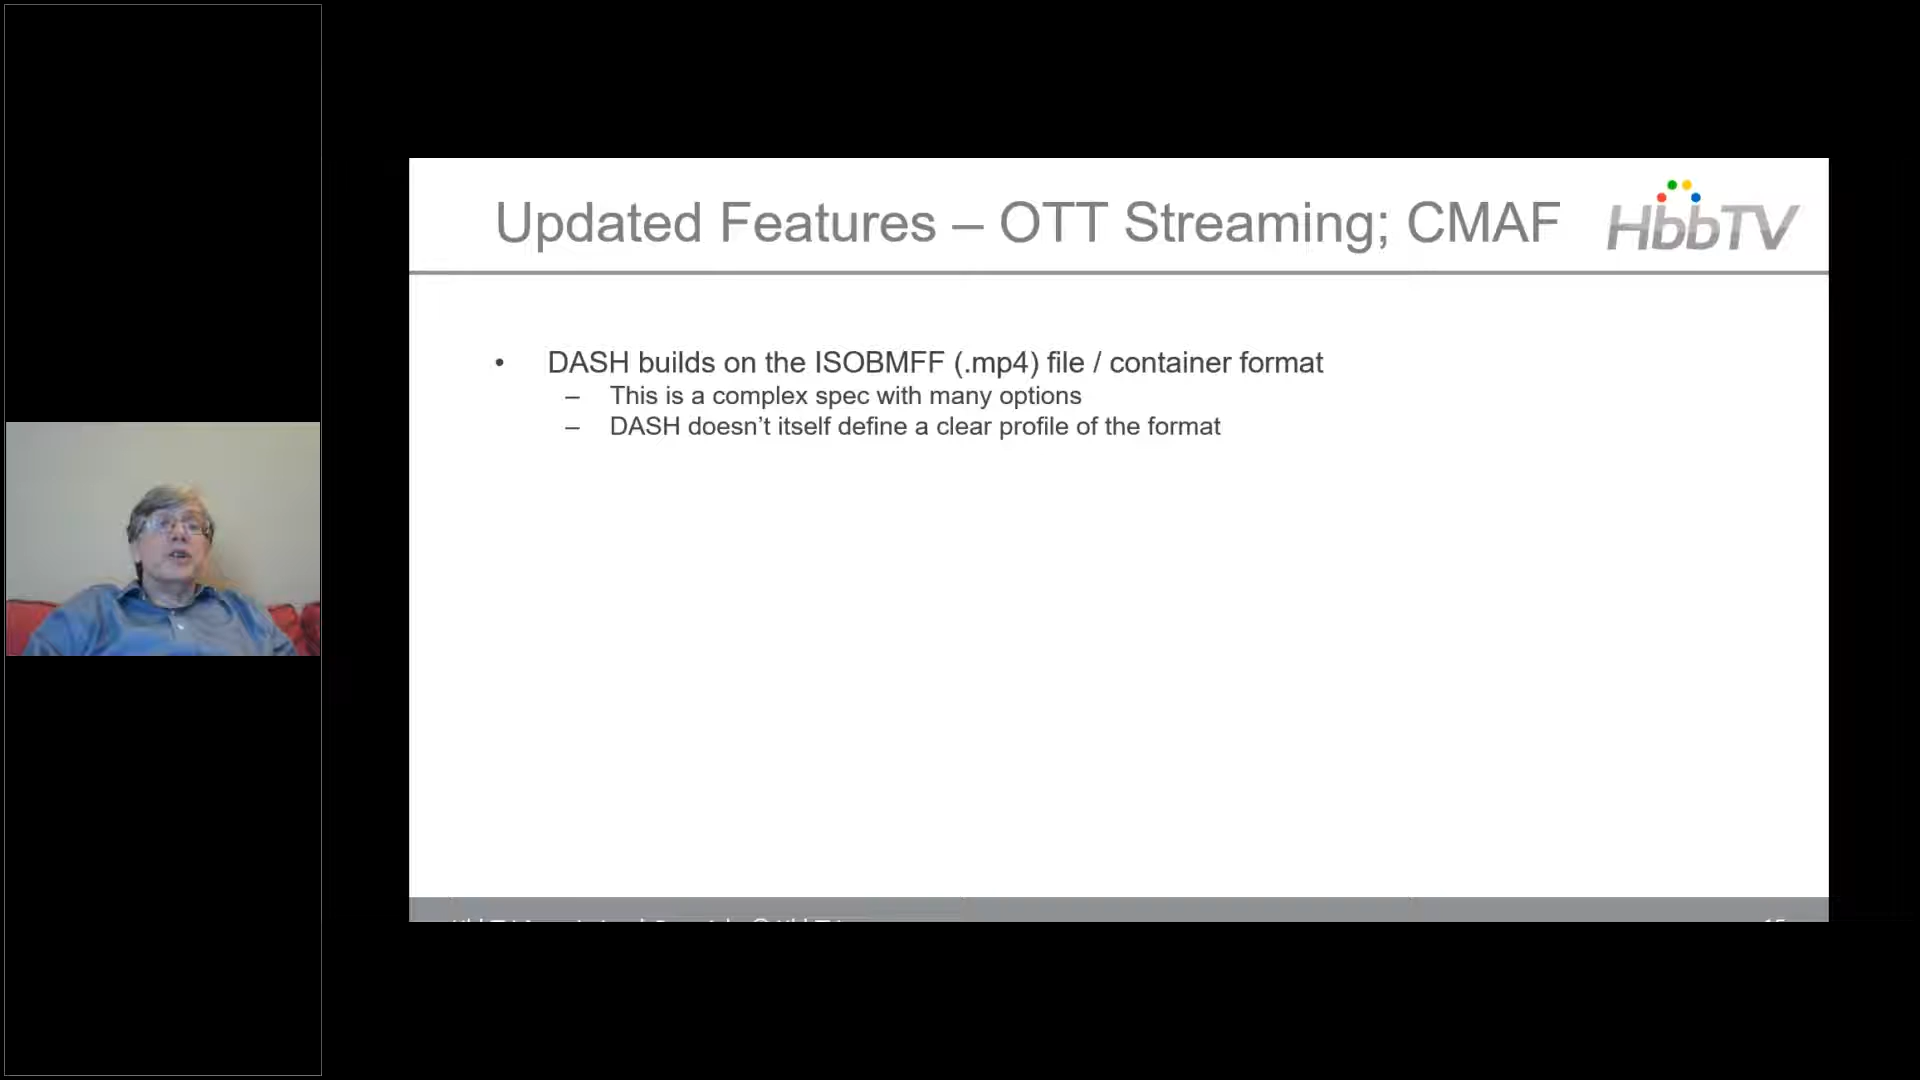 Updated Features – OTT Streaming; CMAF
HbbTV
• DASH builds on the ISOBMFF (.mp4) file / container format
– This is a complex spec with many options
– DASH doesn’t itself define a clear profile of the format